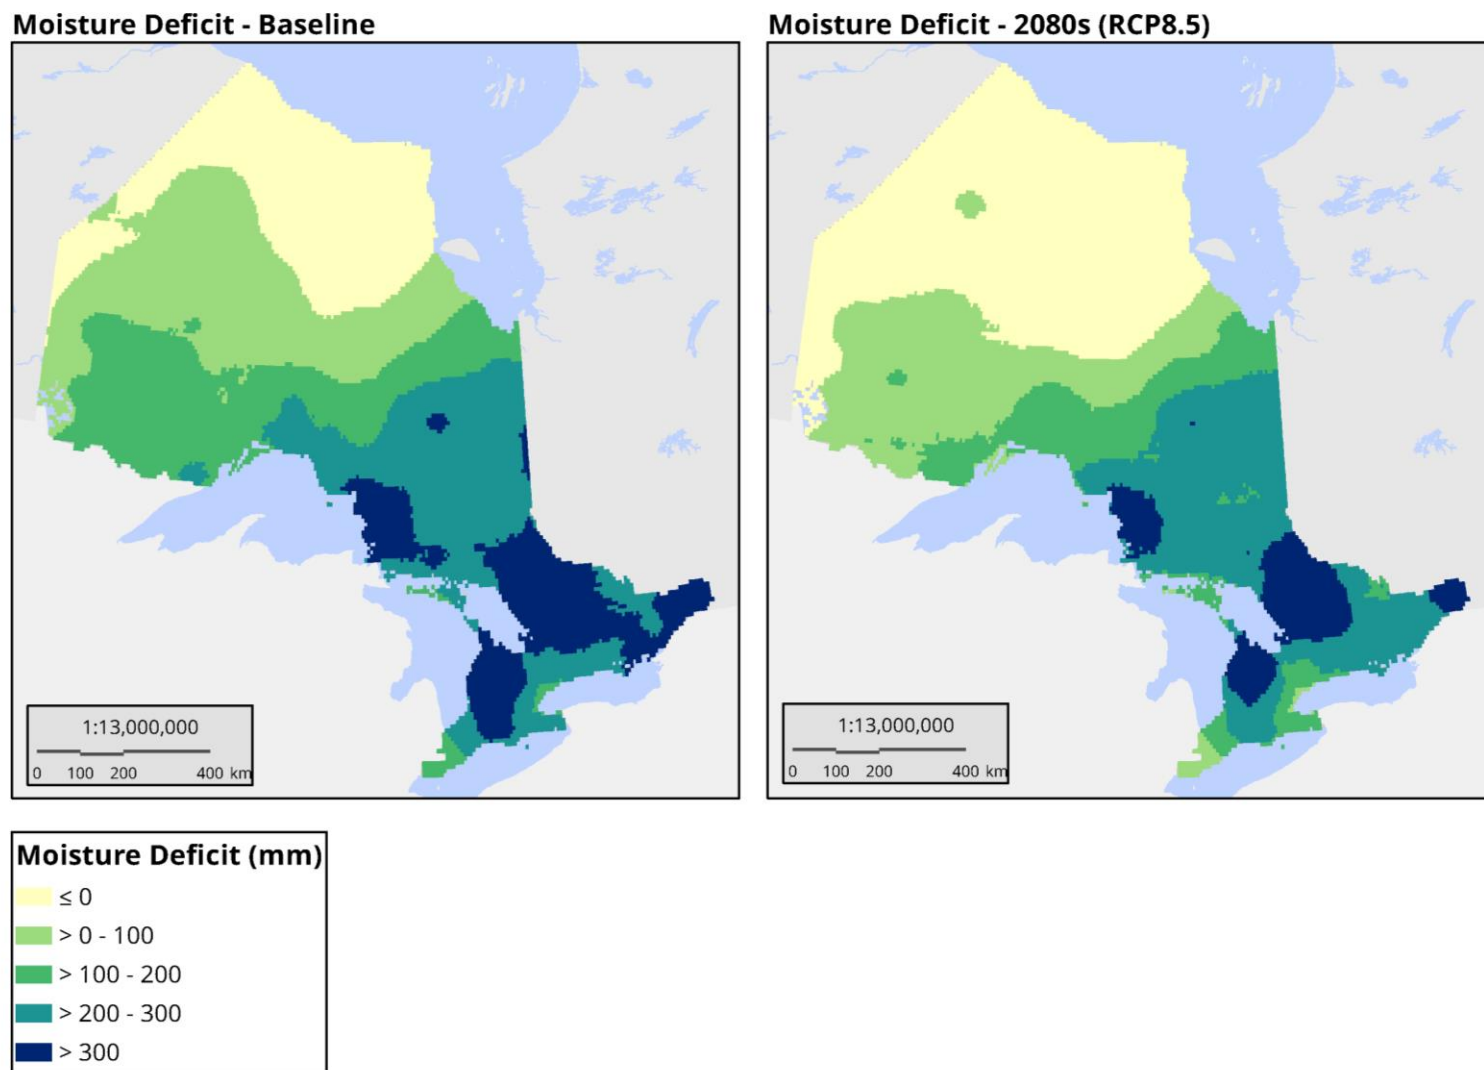 Moisture Deficit - Baseline
Moisture Deficit - 2080s (RCP8.5)
1:13,000,000
0 100 200 400 km
1:13,000,000
0 100 200 400 km
Moisture Deficit (mm)
≤ 0
> 0 - 100
> 100 - 200
> 200 - 300
> 300